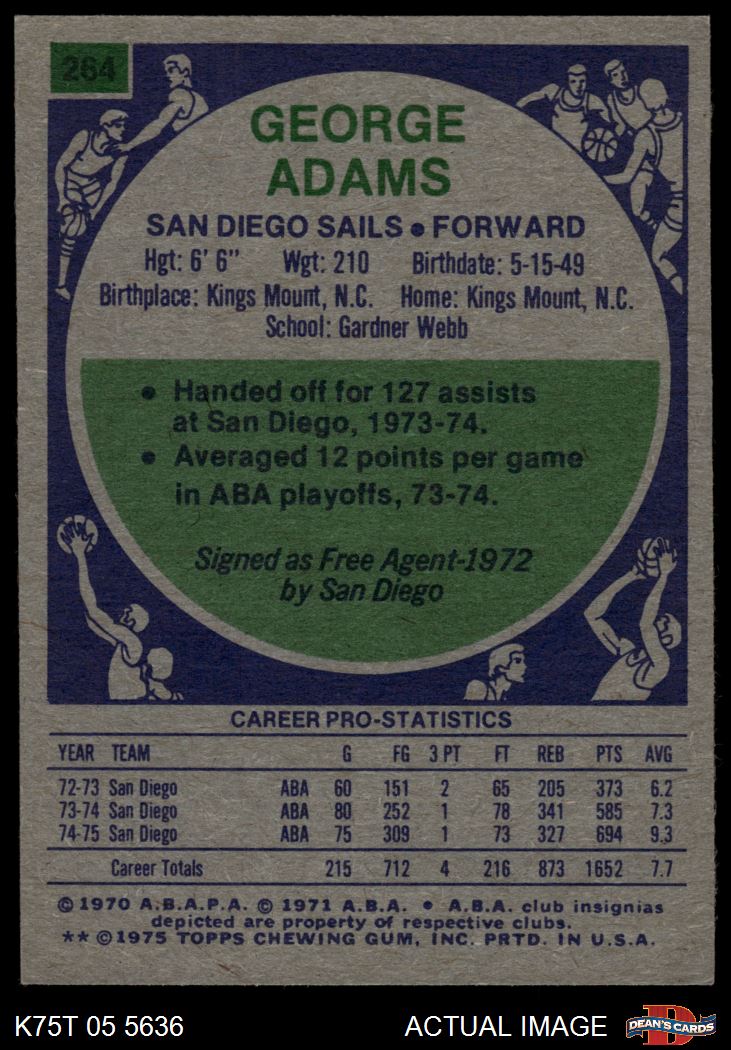 264
GEORGE
ADAMS
SAN DIEGO SAILS • FORWARD
Hgt: 6' 6" Wgt: 210 Birthdate: 5-15-49
Birthplace: Kings Mount, N.C. Home: Kings Mount, N.C.
School: Gardner Webb
• Handed off for 127 assists
at San Diego, 1973-74.
• Averaged 12 points per game
in ABA playoffs, 73-74.
Signed as Free Agent-1972
by San Diego
CAREER PRO-STATISTICS
YEAR TEAM G FG 3 PT FT REB PTS AVG
72-73 San Diego ABA 60 151 2 65 205 373 6.2
73-74 San Diego ABA 80 252 1 78 341 585 7.3
74-75 San Diego ABA 75 309 1 73 327 694 9.3
Career Totals 215 712 4 216 873 1652 7.7
© 1970 A.B.A.P.A. © 1971 A.B.A. • A.B.A. club insignias
depicted are property of respective clubs.
** © 1975 TOPPS CHEWING GUM, INC. PRTD. IN U.S.A.
K75T 05 5636 ACTUAL IMAGE
D
DEAN'S CARDS